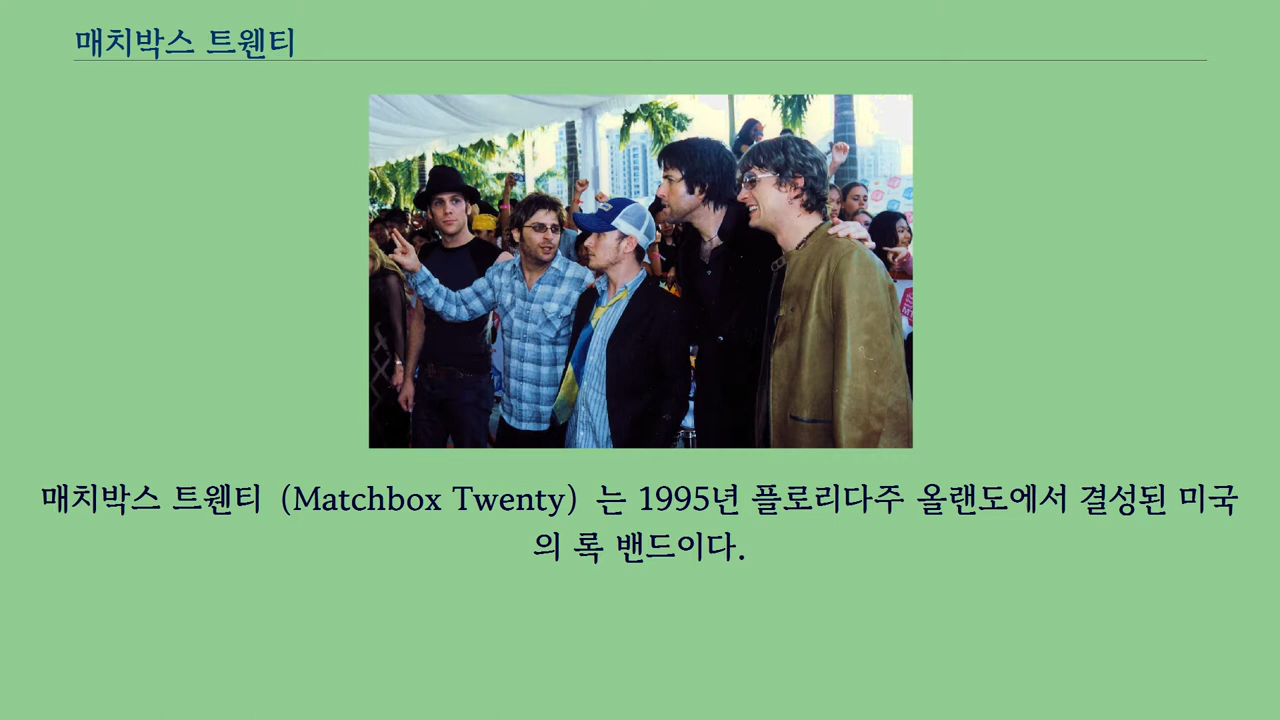 매치박스 트웬티
매치박스 트웬티 (Matchbox Twenty) 는 1995년 플로리다주 올랜도에서 결성된 미국
의 록 밴드이다.